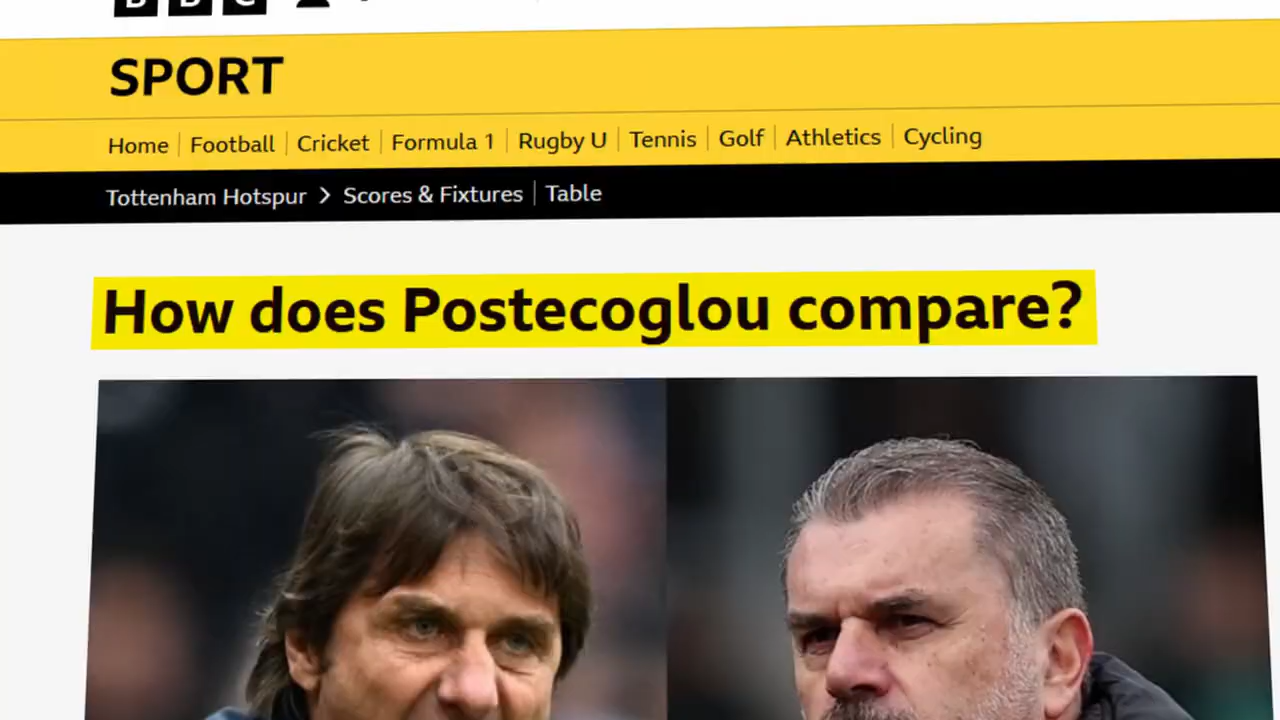 BBC
SPORT
Home Football Cricket Formula 1 Rugby U Tennis Golf Athletics Cycling
Tottenham Hotspur > Scores & Fixtures Table
How does Postecoglou compare?